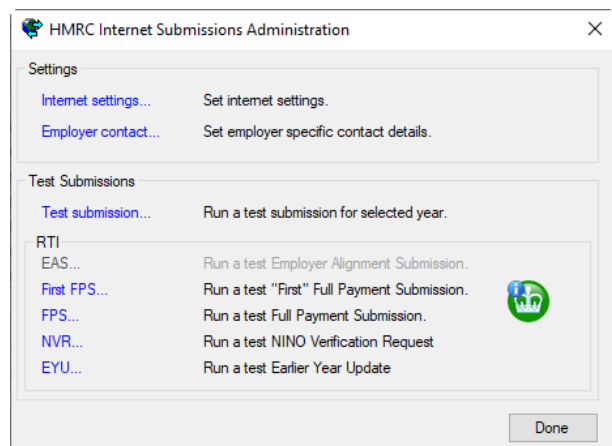 HMRC Internet Submissions Administration
Settings
Internet settings... Set internet settings.
Employer contact... Set employer specific contact details.
Test Submissions
Test submission... Run a test submission for selected year.
RTI
EAS... Run a test Employer Alignment Submission.
First FPS... Run a test "First" Full Payment Submission.
FPS... Run a test Full Payment Submission.
NVR... Run a test NINO Verification Request
EYU... Run a test Earlier Year Update
Done